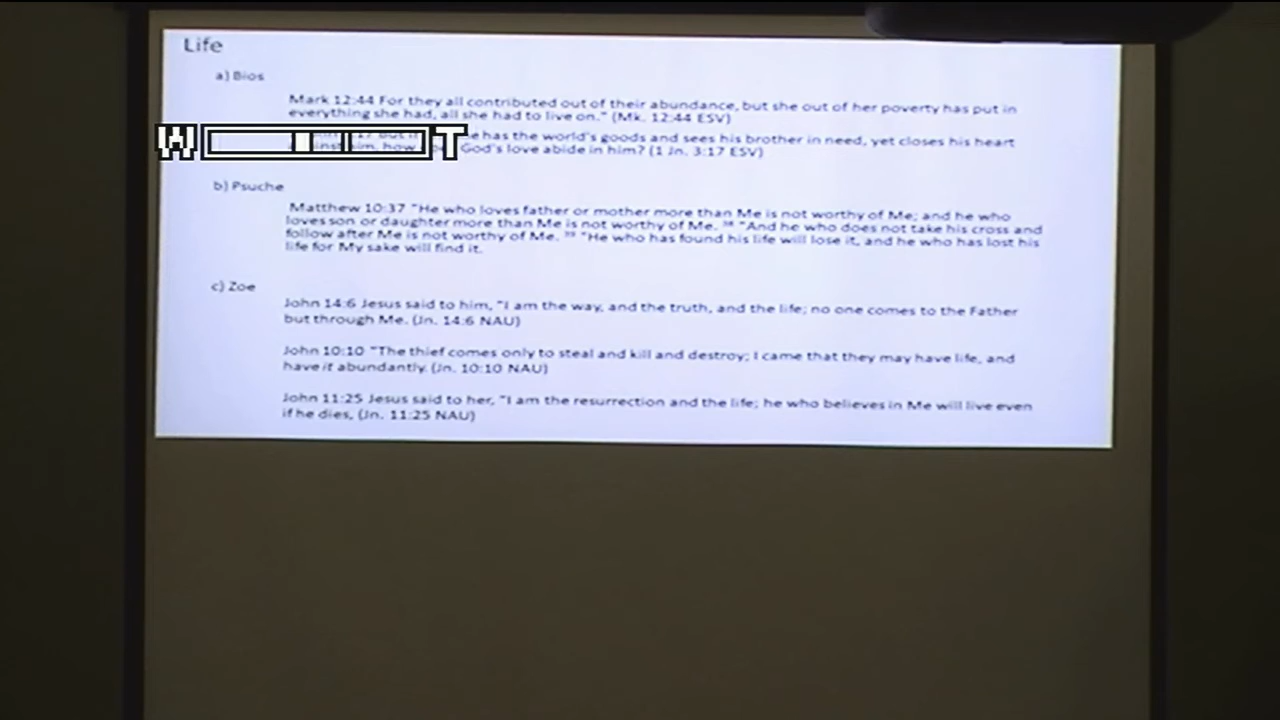 Life
a) Bios
Mark 12:44 For they all contributed out of their abundance, but she out of her poverty has put in
everything she had, all she had to live on." (Mk. 12:44 ESV)
W T
has the world's goods and sees his brother in need, yet closes his heart
him, how God's love abide in him? (1 Jn. 3:17 ESV)
b) Psuche
Matthew 10:37 "He who loves father or mother more than Me is not worthy of Me; and he who
loves son or daughter more than Me is not worthy of Me. 38 "And he who does not take his cross and
follow after Me is not worthy of Me. 39 "He who has found his life will lose it, and he who has lost his
life for My sake will find it.
c) Zoe
John 14:6 Jesus said to him, "I am the way, and the truth, and the life; no one comes to the Father
but through Me. (Jn. 14:6 NAU)
John 10:10 "The thief comes only to steal and kill and destroy; I came that they may have life, and
have it abundantly. (Jn. 10:10 NAU)
John 11:25 Jesus said to her, "I am the resurrection and the life; he who believes in Me will live even
if he dies, (Jn. 11:25 NAU)